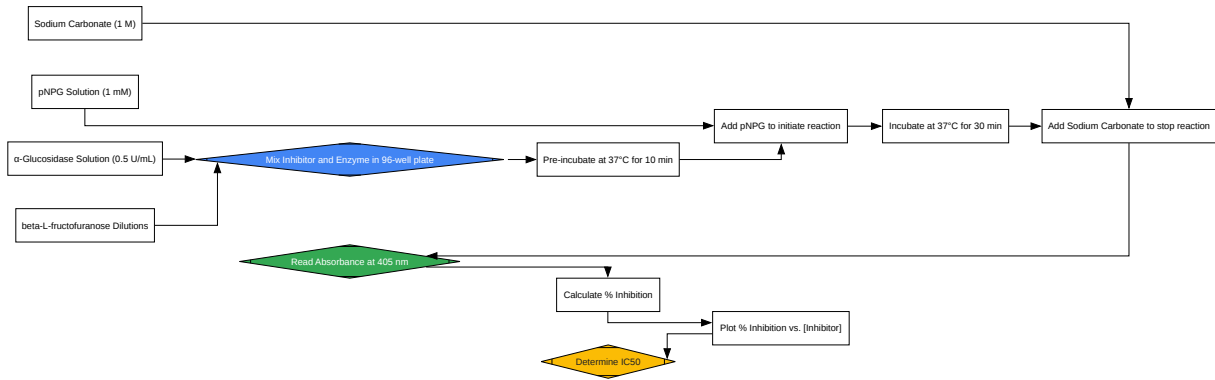 Sodium Carbonate (1 M)
pNPG Solution (1 mM)
Add pNPG to initiate reaction
Incubate at 37°C for 30 min
Add Sodium Carbonate to stop reaction
α-Glucosidase Solution (0.5 U/mL)
Mix Inhibitor and Enzyme in 96-well plate
Pre-incubate at 37°C for 10 min
beta-L-fructofuranose Dilutions
Read Absorbance at 405 nm
Calculate % Inhibition
Plot % Inhibition vs. [Inhibitor]
Determine IC50